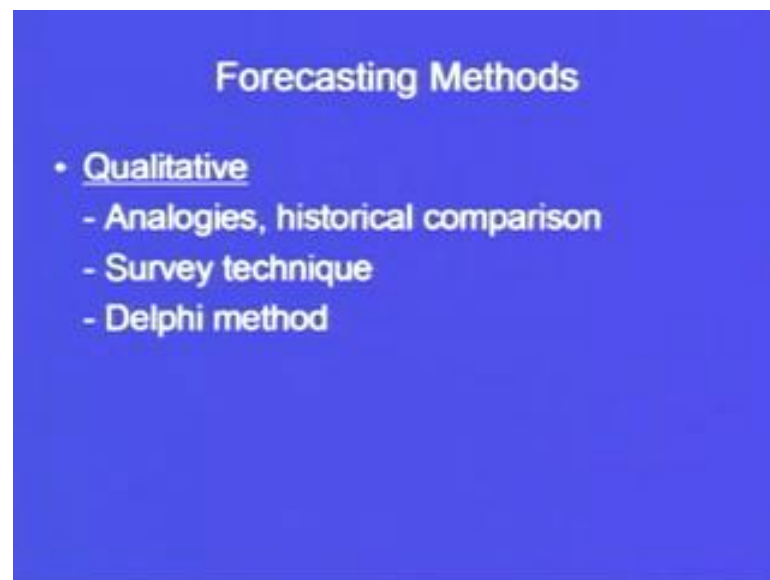 Forecasting Methods
• Qualitative
- Analogies, historical comparison
- Survey technique
- Delphi method